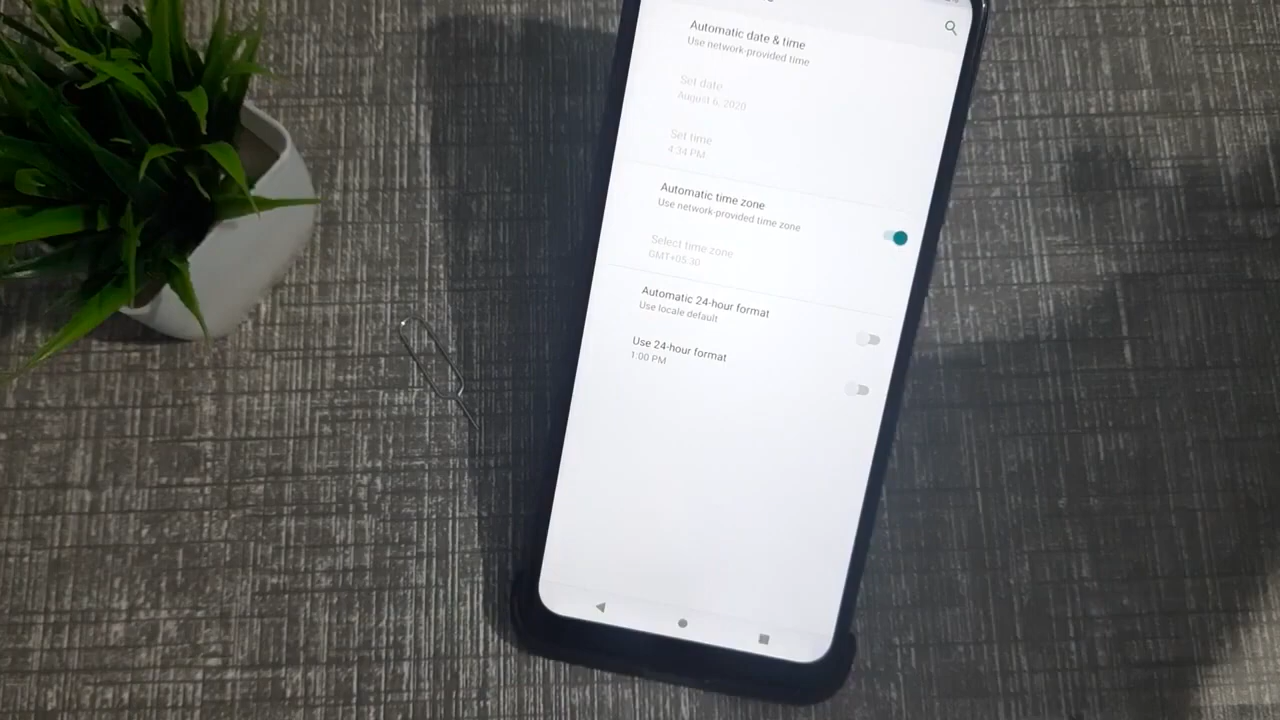 Automatic date & time
Use network-provided time
Set date
August 6, 2020
Set time
4:34 PM
Automatic time zone
Use network-provided time zone
Select time zone
GMT+05:30
Automatic 24-hour format
Use locale default
Use 24-hour format
1:00 PM